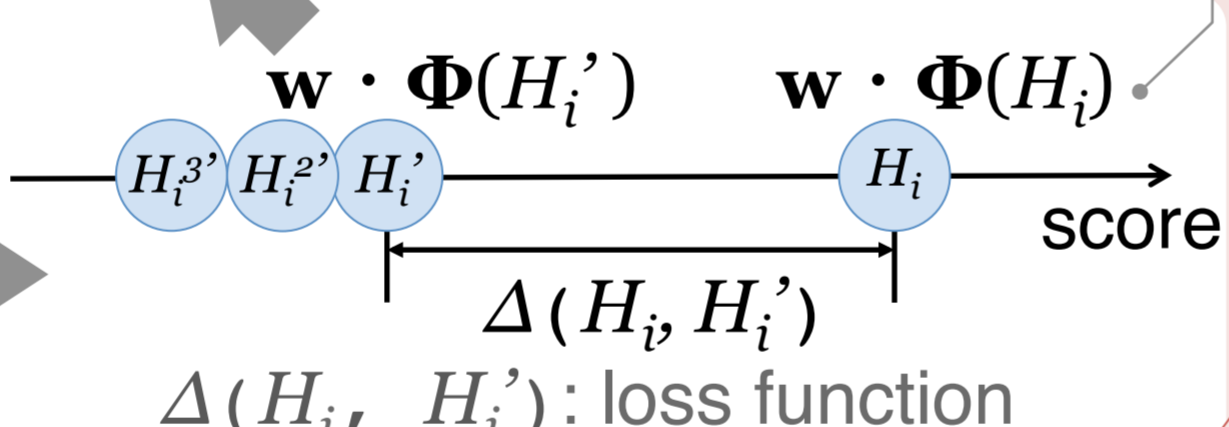 w · Φ(Hᵢ’) w · Φ(Hᵢ)
Hᵢ³’ Hᵢ²’ Hᵢ’ Hᵢ
score
Δ(Hᵢ, Hᵢ’)
Δ(Hᵢ, Hᵢ’): loss function